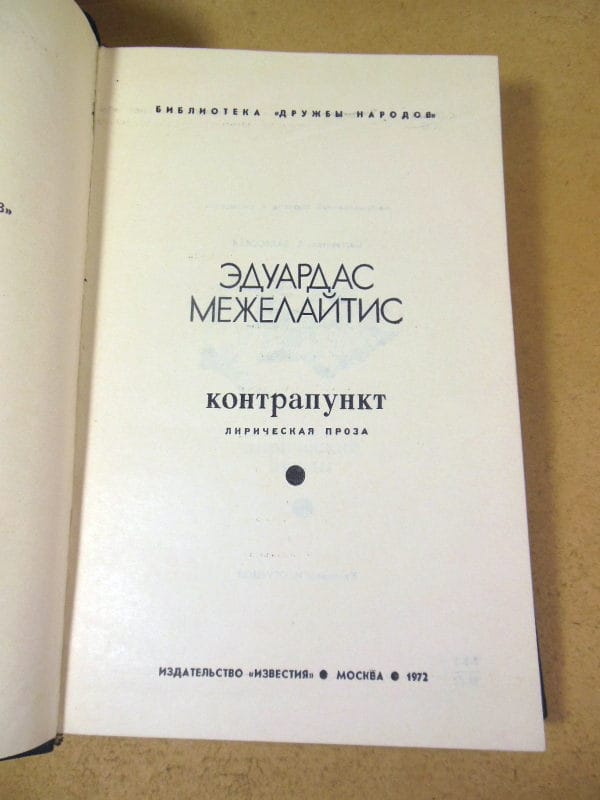 БИБЛИОТЕКА «ДРУЖБЫ НАРОДОВ»
ЭДУАРДАС
МЕЖЕЛАЙТИС
контрапункт
ЛИРИЧЕСКАЯ ПРОЗА
ИЗДАТЕЛЬСТВО «ИЗВЕСТИЯ» ● МОСКВА ● 1972